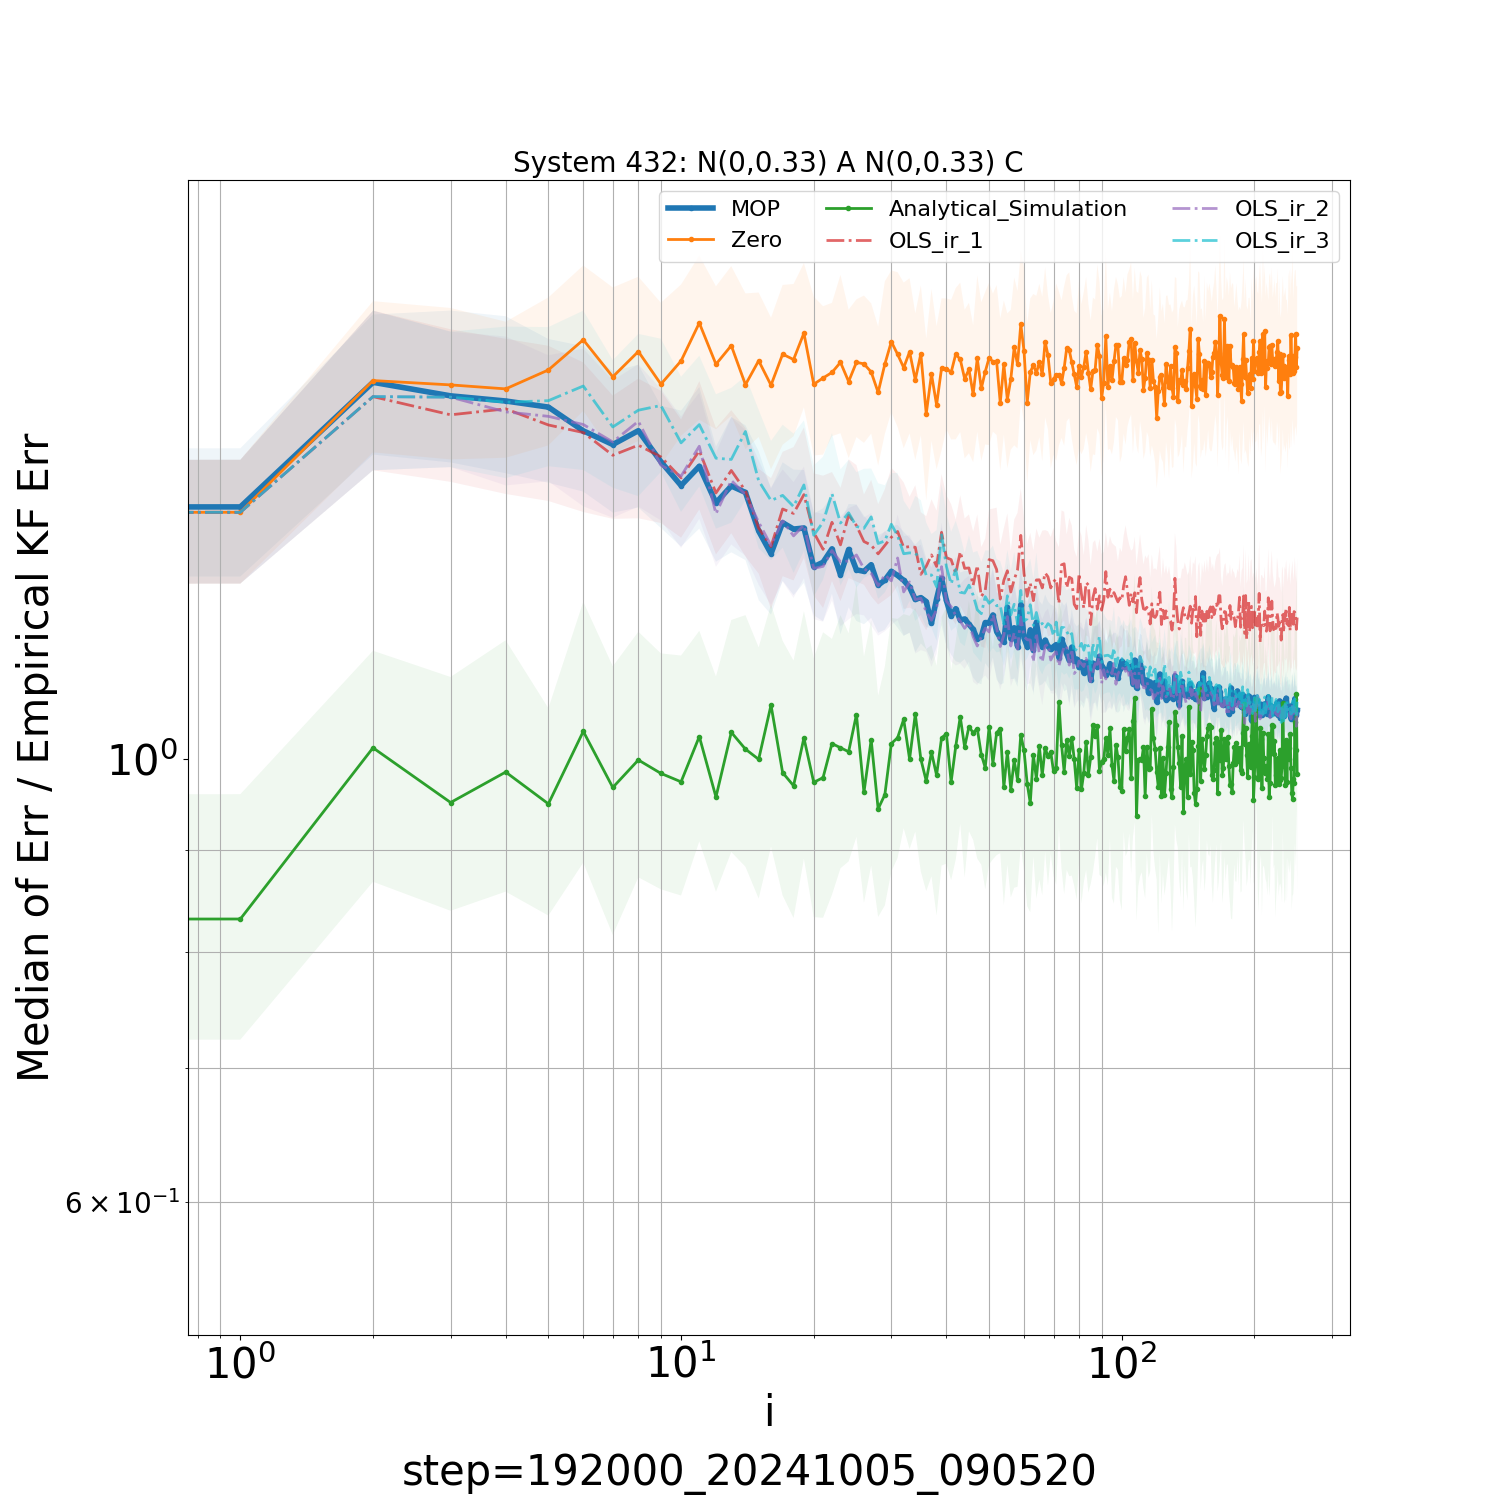 System 432: N(0,0.33) A N(0,0.33) C
MOP
Zero
Analytical_Simulation
OLS_ir_1
OLS_ir_2
OLS_ir_3
Median of Err / Empirical KF Err
10⁰
6 × 10⁻¹
10⁰ 10¹ 10²
i
step=192000_20241005_090520